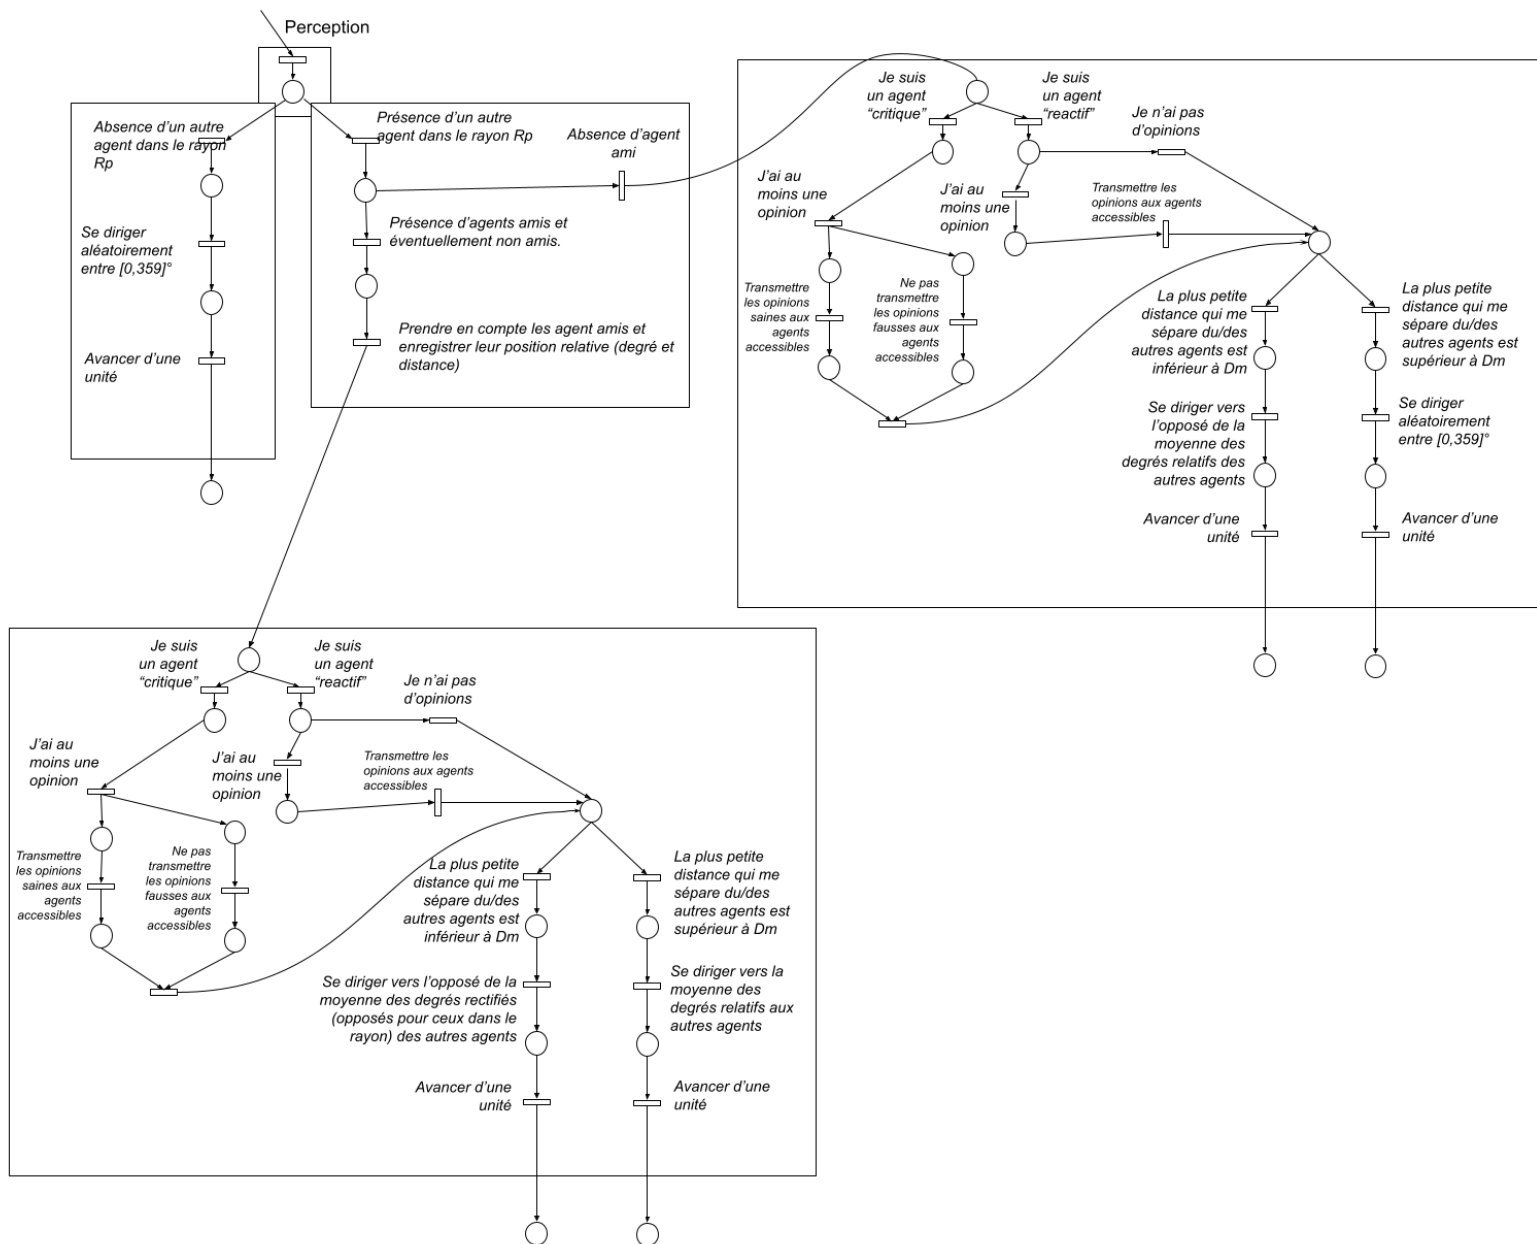 Perception
Absence d'un autre
agent dans le rayon
Rp
Se diriger
aléatoirement
entre [0,359]°
Avancer d'une
unité
Présence d'un autre
agent dans le rayon Rp
Absence d'agent
ami
Présence d'agents amis et
éventuellement non amis.
Prendre en compte les agent amis et
enregistrer leur position relative (degré et
distance)
Je suis
un agent
"critique"
Je suis
un agent
"reactif"
Je n'ai pas
d'opinions
J'ai au
moins une
opinion
J'ai au
moins une
opinion
Transmettre les
opinions aux agents
accessibles
Transmettre
les opinions
saines aux
agents
accessibles
Ne pas
transmettre
les opinions
fausses aux
agents
accessibles
La plus petite
distance qui me
sépare du/des
autres agents est
inférieur à Dm
La plus petite
distance qui me
sépare du/des
autres agents est
supérieur à Dm
Se diriger vers
l'opposé de la
moyenne des
degrés relatifs des
autres agents
Se diriger
aléatoirement
entre [0,359]°
Avancer d'une
unité
Avancer d'une
unité
Je suis
un agent
"critique"
Je suis
un agent
"reactif"
Je n'ai pas
d'opinions
J'ai au
moins une
opinion
J'ai au
moins une
opinion
Transmettre les
opinions aux agents
accessibles
Transmettre
les opinions
saines aux
agents
accessibles
Ne pas
transmettre
les opinions
fausses aux
agents
accessibles
La plus petite
distance qui me
sépare du/des
autres agents est
inférieur à Dm
La plus petite
distance qui me
sépare du/des
autres agents est
supérieur à Dm
Se diriger vers l'opposé de la
moyenne des degrés rectifiés
(opposés pour ceux dans le
rayon) des autres agents
Se diriger vers la
moyenne des
degrés relatifs aux
autres agents
Avancer d'une
unité
Avancer d'une
unité